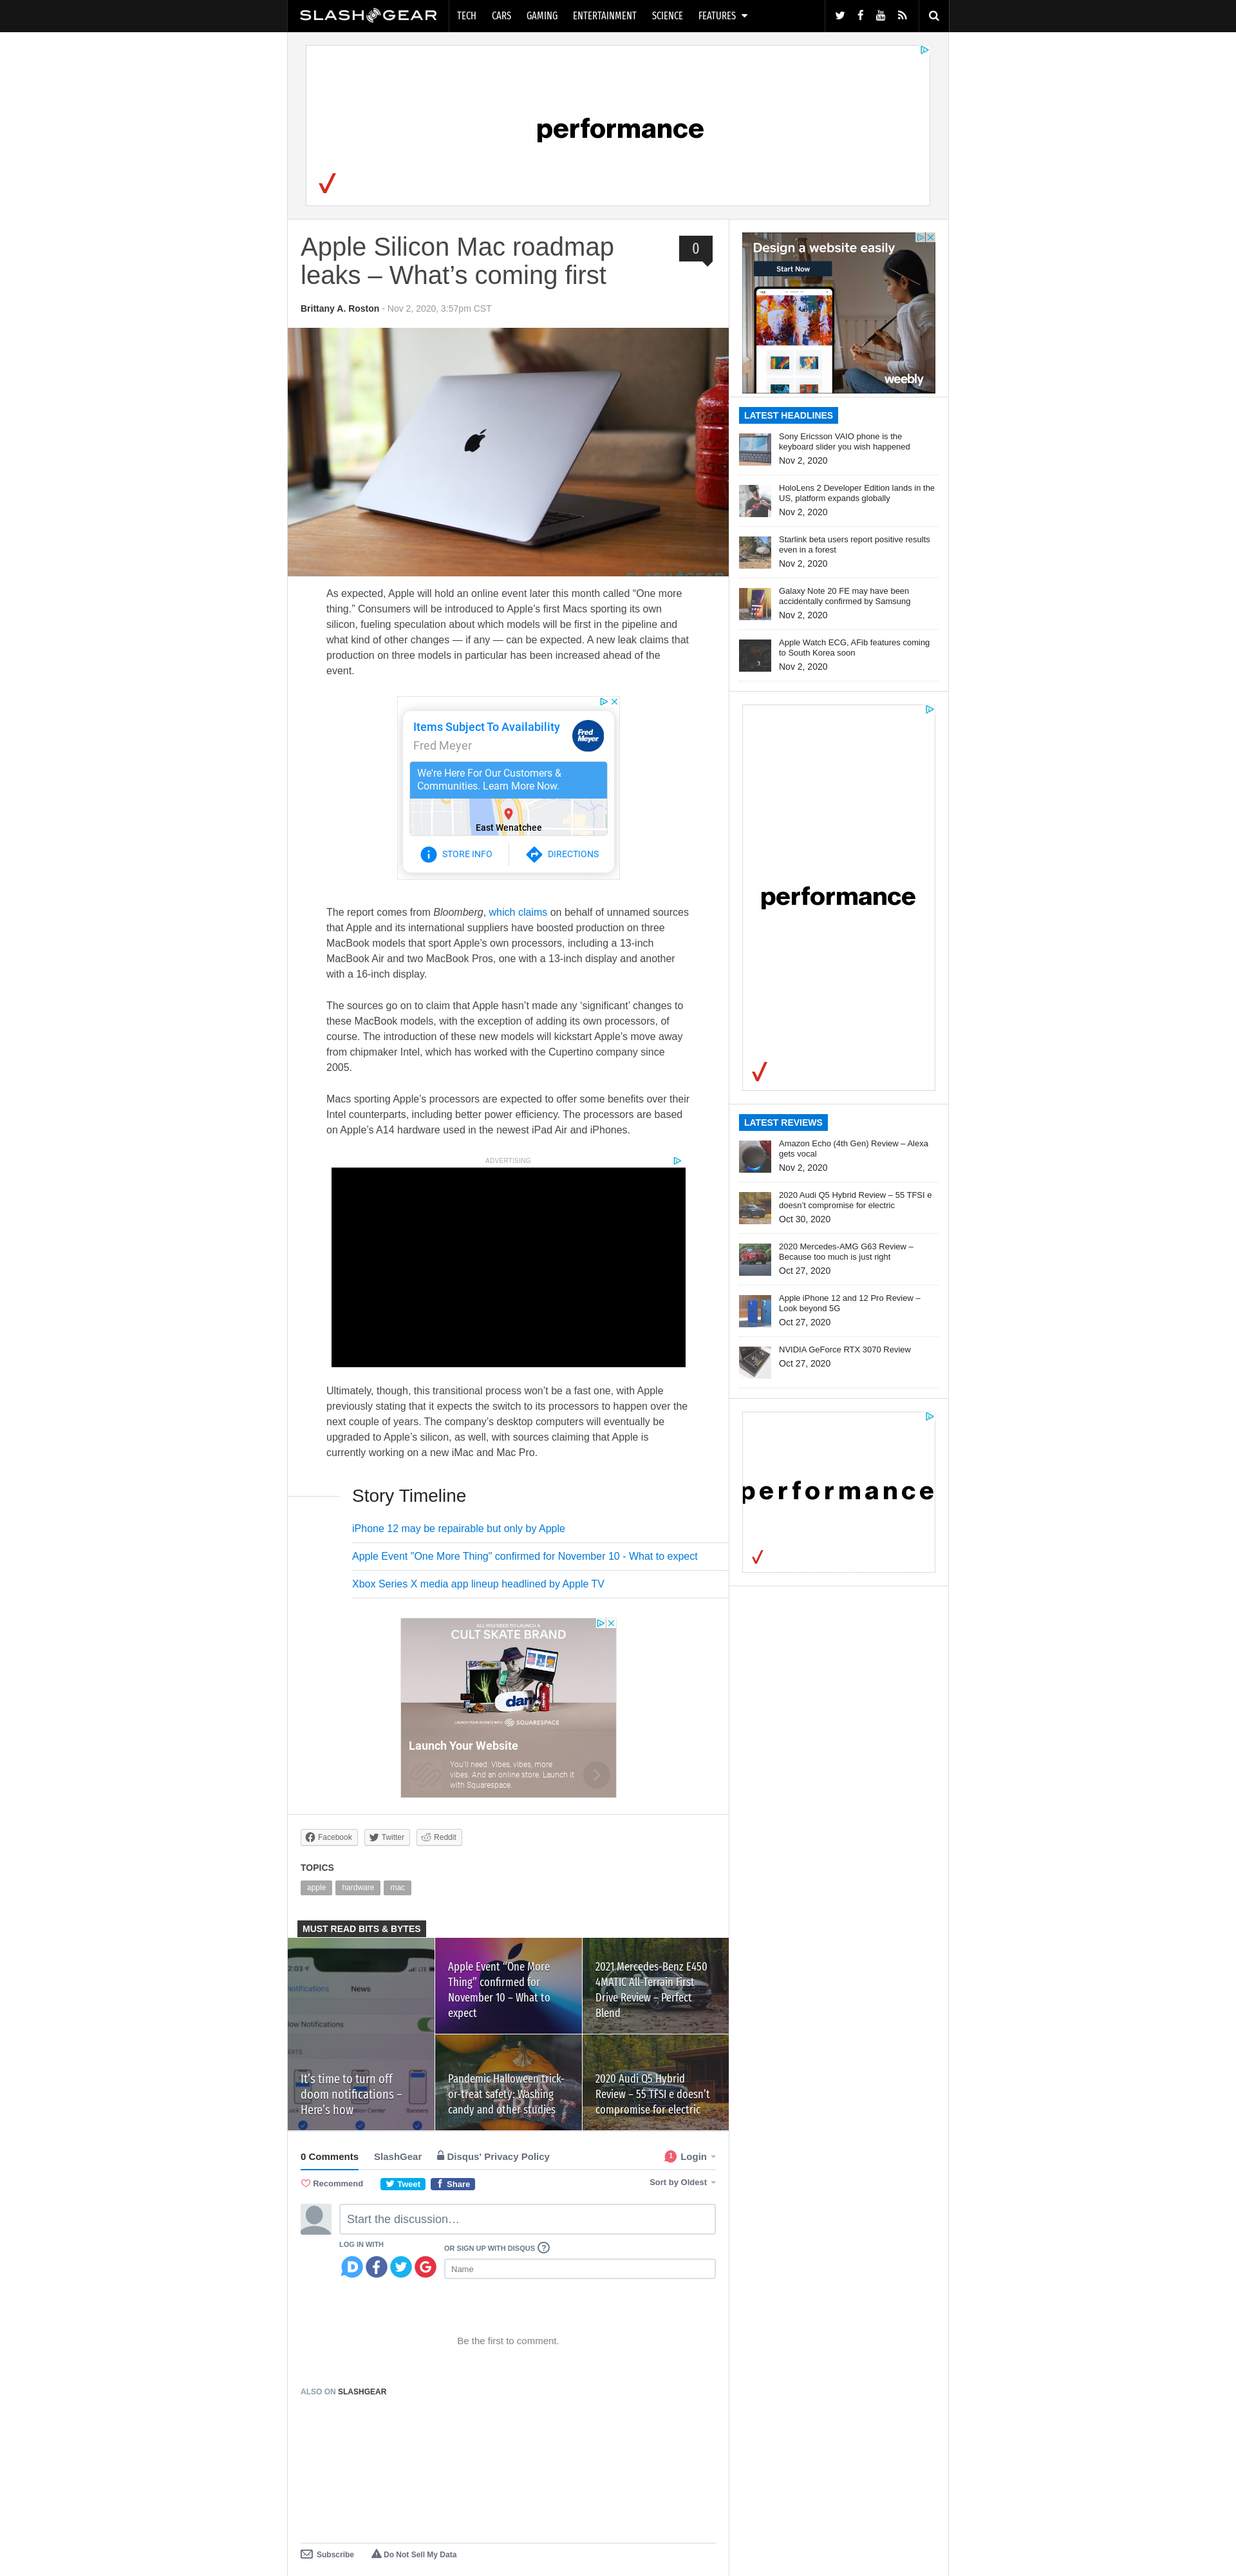 SLASHGEAR TECH CARS GAMING ENTERTAINMENT SCIENCE FEATURES
performance
Apple Silicon Mac roadmap
leaks – What’s coming first
0
Brittany A. Roston - Nov 2, 2020, 3:57pm CST
As expected, Apple will hold an online event later this month called “One more
thing.” Consumers will be introduced to Apple’s first Macs sporting its own
silicon, fueling speculation about which models will be first in the pipeline and
what kind of other changes — if any — can be expected. A new leak claims that
production on three models in particular has been increased ahead of the
event.
Items Subject To Availability
Fred Meyer
Fred Meyer
We're Here For Our Customers &
Communities. Learn More Now.
East Wenatchee
STORE INFO
DIRECTIONS
The report comes from Bloomberg, which claims on behalf of unnamed sources
that Apple and its international suppliers have boosted production on three
MacBook models that sport Apple’s own processors, including a 13-inch
MacBook Air and two MacBook Pros, one with a 13-inch display and another
with a 16-inch display.
The sources go on to claim that Apple hasn’t made any ‘significant’ changes to
these MacBook models, with the exception of adding its own processors, of
course. The introduction of these new models will kickstart Apple’s move away
from chipmaker Intel, which has worked with the Cupertino company since
2005.
Macs sporting Apple’s processors are expected to offer some benefits over their
Intel counterparts, including better power efficiency. The processors are based
on Apple’s A14 hardware used in the newest iPad Air and iPhones.
ADVERTISING
Ultimately, though, this transitional process won’t be a fast one, with Apple
previously stating that it expects the switch to its processors to happen over the
next couple of years. The company’s desktop computers will eventually be
upgraded to Apple’s silicon, as well, with sources claiming that Apple is
currently working on a new iMac and Mac Pro.
Story Timeline
iPhone 12 may be repairable but only by Apple
Apple Event "One More Thing" confirmed for November 10 - What to expect
Xbox Series X media app lineup headlined by Apple TV
ALL YOU NEED TO LAUNCH A
CULT SKATE BRAND
dam
LAUNCH YOUR BUSINESS WITH SQUARESPACE
Launch Your Website
You'll need: Vibes, vibes, more
vibes. And an online store. Launch it
with Squarespace.
Facebook
Twitter
Reddit
TOPICS
apple
hardware
mac
MUST READ BITS & BYTES
News
It’s time to turn off
doom notifications –
Here’s how
Apple Event “One More
Thing” confirmed for
November 10 – What to
expect
2021 Mercedes-Benz E450
4MATIC All-Terrain First
Drive Review – Perfect
Blend
Pandemic Halloween trick-
or-treat safety: Washing
candy and other studies
2020 Audi Q5 Hybrid
Review – 55 TFSI e doesn’t
compromise for electric
0 Comments
SlashGear
Disqus' Privacy Policy
1
Login
Recommend
Tweet
Share
Sort by Oldest
Start the discussion…
LOG IN WITH
OR SIGN UP WITH DISQUS ?
Name
Be the first to comment.
ALSO ON SLASHGEAR
Subscribe
Do Not Sell My Data
Design a website easily
Start Now
weebly
LATEST HEADLINES
Sony Ericsson VAIO phone is the
keyboard slider you wish happened
Nov 2, 2020
HoloLens 2 Developer Edition lands in the
US, platform expands globally
Nov 2, 2020
Starlink beta users report positive results
even in a forest
Nov 2, 2020
Galaxy Note 20 FE may have been
accidentally confirmed by Samsung
Nov 2, 2020
Apple Watch ECG, AFib features coming
to South Korea soon
Nov 2, 2020
performance
LATEST REVIEWS
Amazon Echo (4th Gen) Review – Alexa
gets vocal
Nov 2, 2020
2020 Audi Q5 Hybrid Review – 55 TFSI e
doesn’t compromise for electric
Oct 30, 2020
2020 Mercedes-AMG G63 Review –
Because too much is just right
Oct 27, 2020
Apple iPhone 12 and 12 Pro Review –
Look beyond 5G
Oct 27, 2020
NVIDIA GeForce RTX 3070 Review
Oct 27, 2020
performance